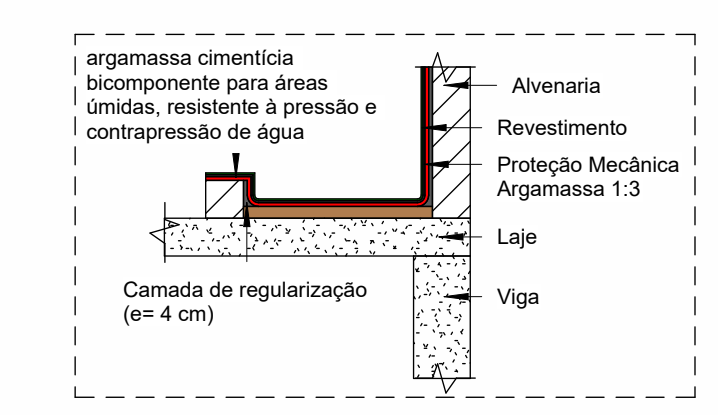 argamassa cimentícia
bicomponente para áreas
úmidas, resistente à pressão e
contrapressão de água
Alvenaria
Revestimento
Proteção Mecânica
Argamassa 1:3
Laje
Camada de regularização
(e= 4 cm)
Viga